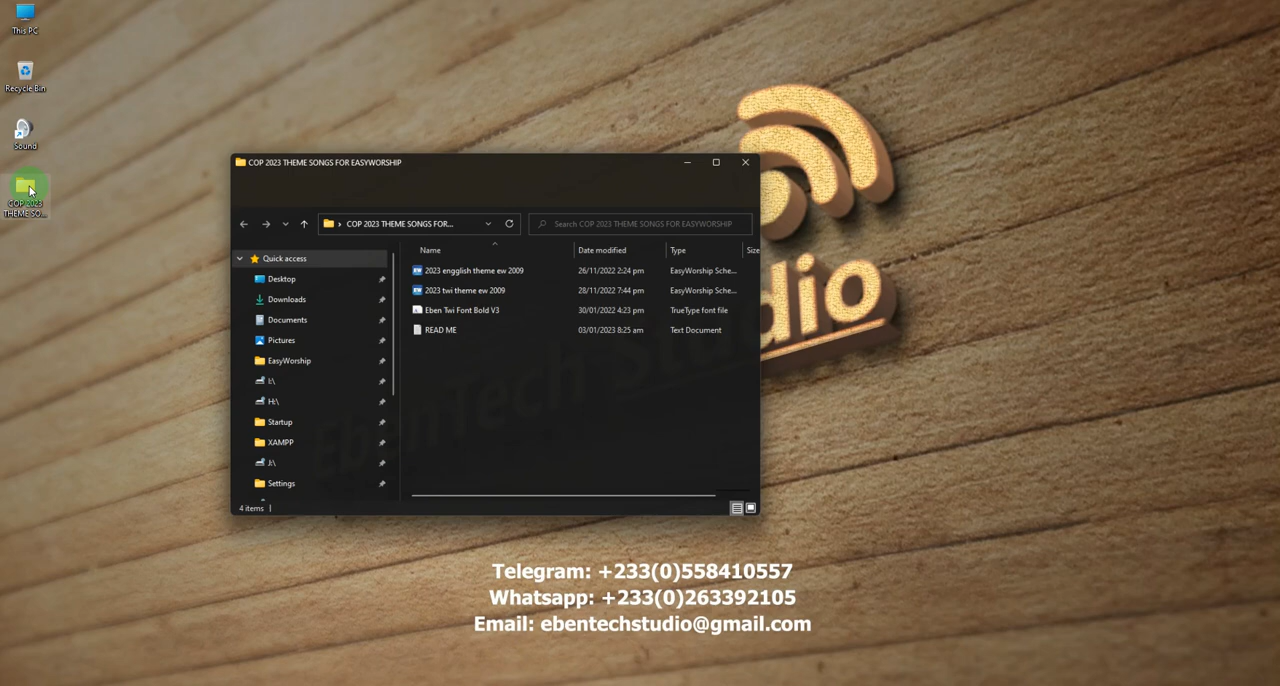 This PC
Recycle Bin
Sound
COP 2023
THEME SO...
COP 2023 THEME SONGS FOR EASYWORSHIP
COP 2023 THEME SONGS FOR...
Search COP 2023 THEME SONGS FOR EASYWORSHIP
Name Date modified Type Size
Quick access
Desktop
Downloads
Documents
Pictures
EasyWorship
I:\
H:\
Startup
XAMPP
J:\
Settings
2023 engglish theme ew 2009 26/11/2022 2:24 pm EasyWorship Sche...
2023 twi theme ew 2009 28/11/2022 7:44 pm EasyWorship Sche...
Eben Twi Font Bold V3 30/01/2022 4:23 pm TrueType font file
READ ME 03/01/2023 8:25 am Text Document
EbenTech Studio
4 items
Telegram: +233(0)558410557
Whatsapp: +233(0)263392105
Email: ebentechstudio@gmail.com